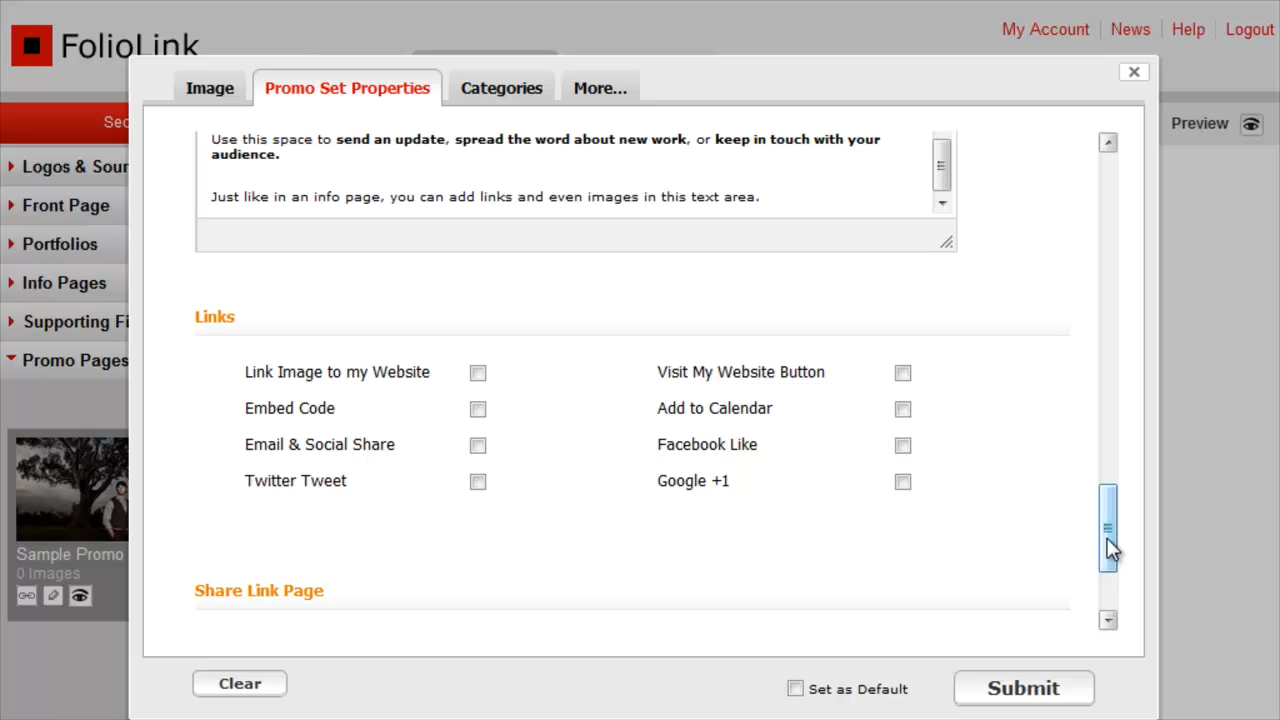 FolioLink
My Account
News
Help
Logout
Image
Promo Set Properties
Categories
More...
Preview
Sec
Logos & Sour
Front Page
Portfolios
Info Pages
Supporting Fi
Promo Pages
Sample Promo
0 Images
Use this space to send an update, spread the word about new work, or keep in touch with your
audience.
Just like in an info page, you can add links and even images in this text area.
Links
Link Image to my Website
Visit My Website Button
Embed Code
Add to Calendar
Email & Social Share
Facebook Like
Twitter Tweet
Google +1
Share Link Page
Clear
Set as Default
Submit